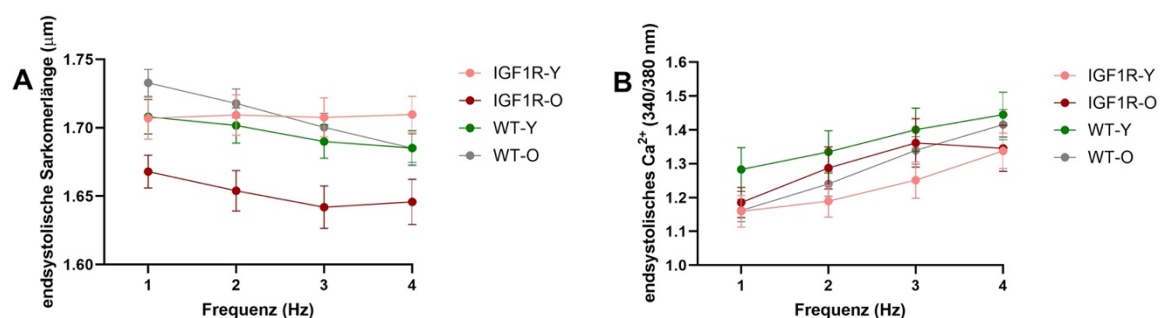 A
endsystolische Sarkomerlänge (µm)
1.75
1.70
1.65
1.60
1
2
3
4
Frequenz (Hz)
IGF1R-Y
IGF1R-O
WT-Y
WT-O
B
endsystolisches Ca²⁺ (340/380 nm)
1.6
1.5
1.4
1.3
1.2
1.1
1.0
1
2
3
4
Frequenz (Hz)
IGF1R-Y
IGF1R-O
WT-Y
WT-O